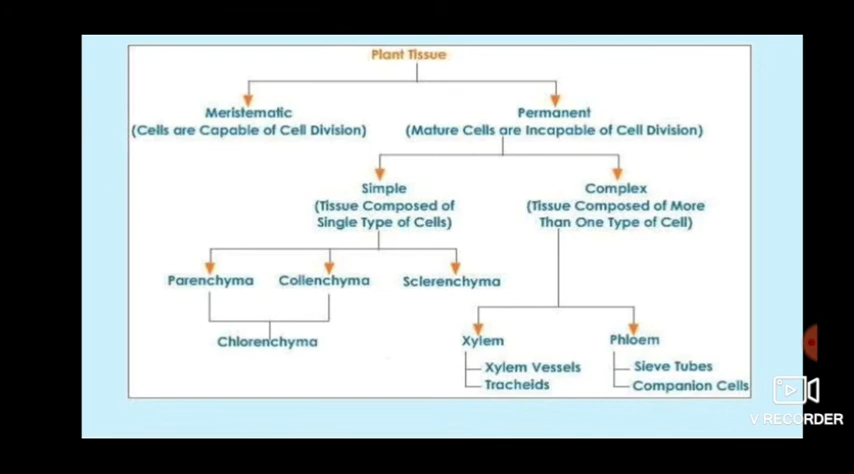 Plant Tissue
Meristematic
(Cells are Capable of Cell Division)
Permanent
(Mature Cells are Incapable of Cell Division)
Simple
(Tissue Composed of
Single Type of Cells)
Complex
(Tissue Composed of More
Than One Type of Cell)
Parenchyma
Collenchyma
Sclerenchyma
Chlorenchyma
Xylem
Xylem Vessels
Tracheids
Phloem
Sieve Tubes
Companion Cells
V RECORDER